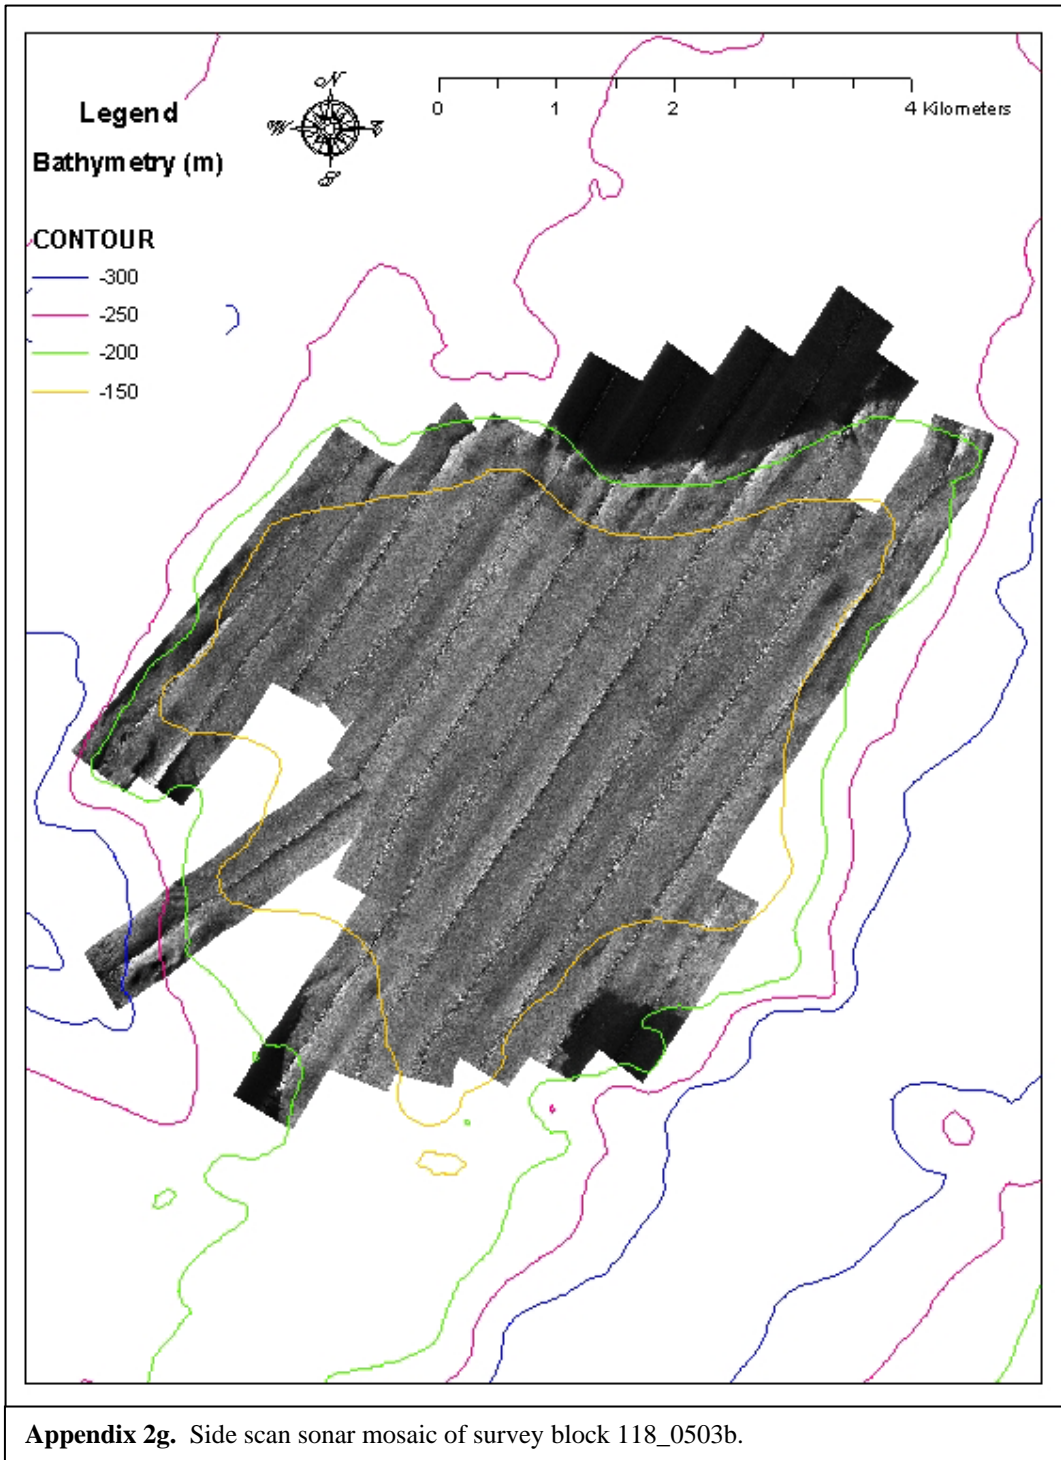 N
W E
S
0 1 2 4 Kilometers
Legend
Bathymetry (m)
CONTOUR
-300
-250
-200
-150
Appendix 2g. Side scan sonar mosaic of survey block 118_0503b.